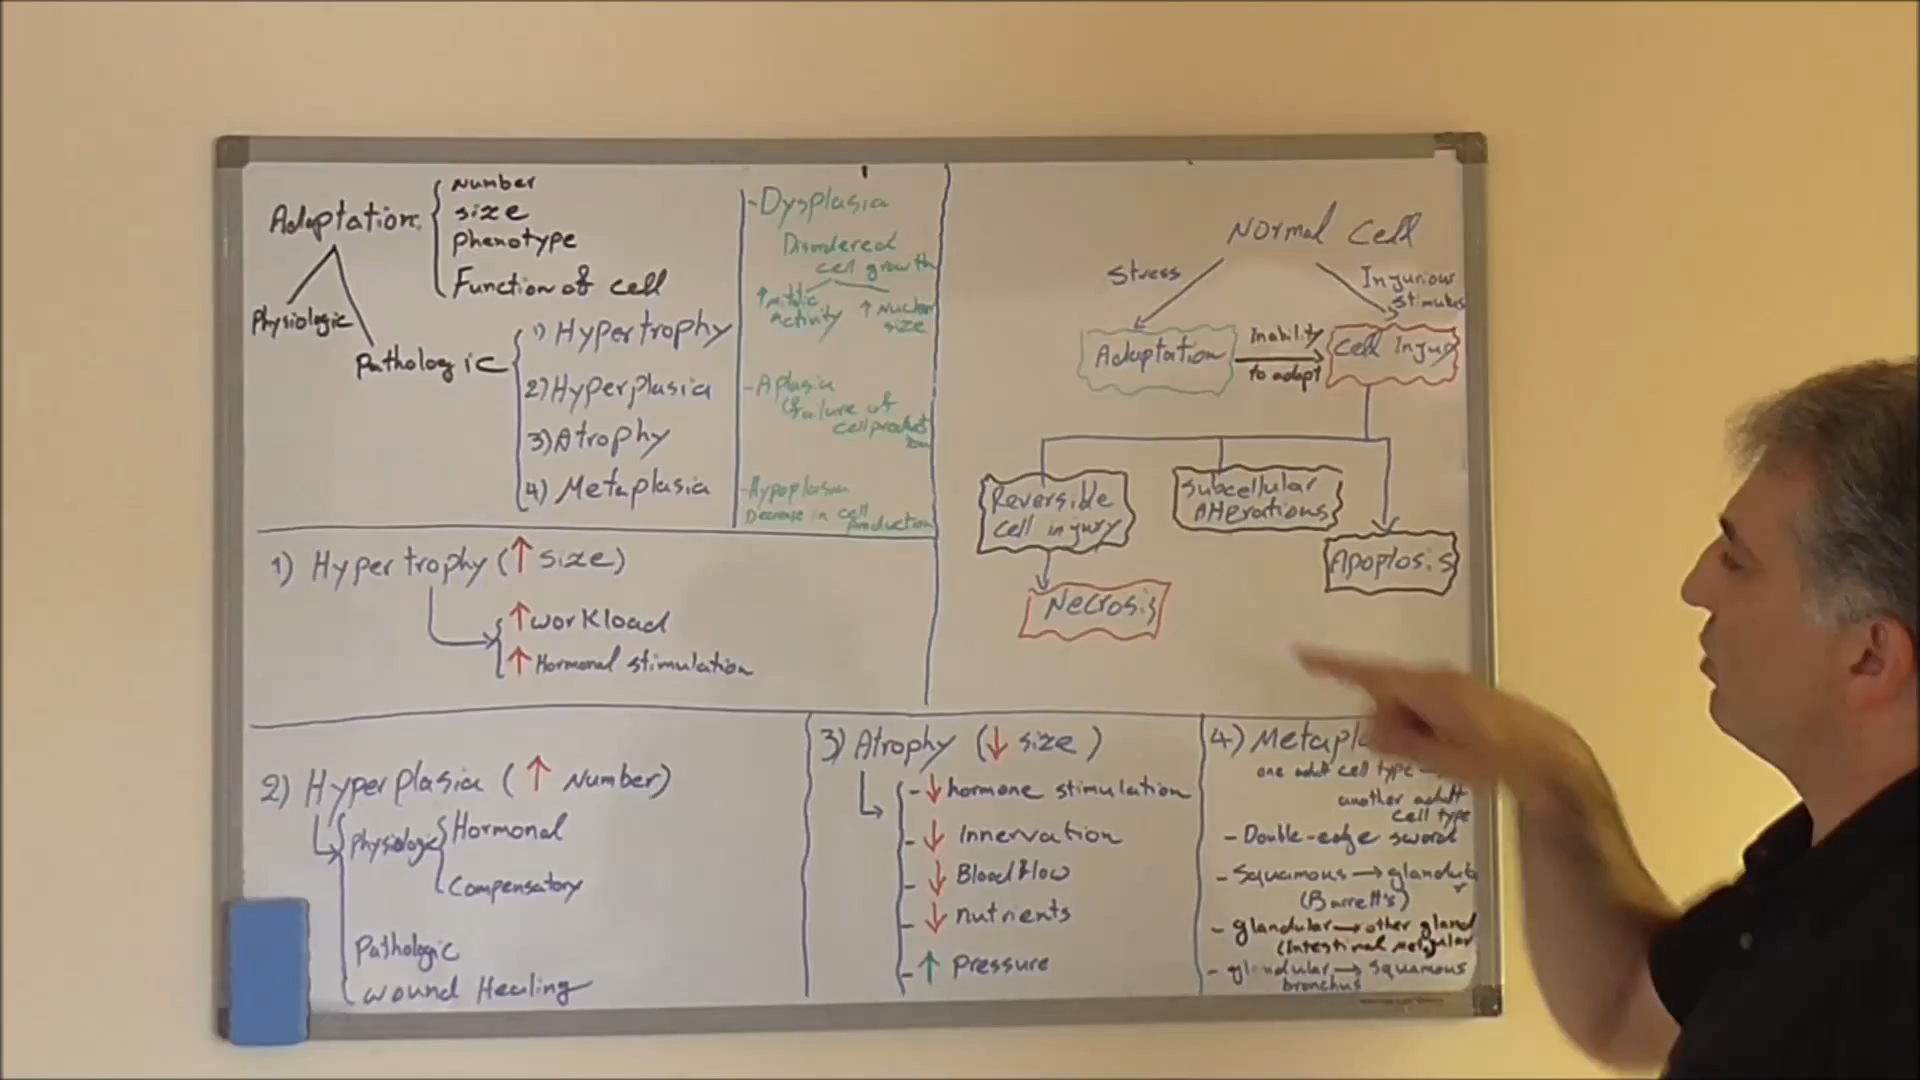 Adaptation
Number
size
Phenotype
Function of cell
Physiologic
Pathologic
1) Hypertrophy
2) Hyperplasia
3) Atrophy
4) Metaplasia
- Dysplasia
Disordered
cell growth
↑ mitotic
activity
↑ Nuclear
size
- Aplasia
(failure of
cell product
ion
- Hypoplasia
Decrease in cell
production
Normal Cell
Stress
Injurious
stimulus
Adaptation
inability
to adapt
Cell Injury
Reversible
cell injury
Subcellular
Alterations
Apoptosis
Necrosis
1) Hypertrophy (↑ size)
↑ workload
↑ Hormonal stimulation
2) Hyperplasia (↑ Number)
Physiologic
Hormonal
Compensatory
Pathologic
wound Healing
3) Atrophy (↓ size)
- ↓ hormone stimulation
- ↓ Innervation
- ↓ Blood flow
- ↓ nutrients
- ↑ Pressure
4)
one adult cell type →
another adult
cell type
- Double-edge sword
- Squamous → glandular
(Barrett's)
- glandular → other gland
(Intestinal
- glandular → squamous
bronchus